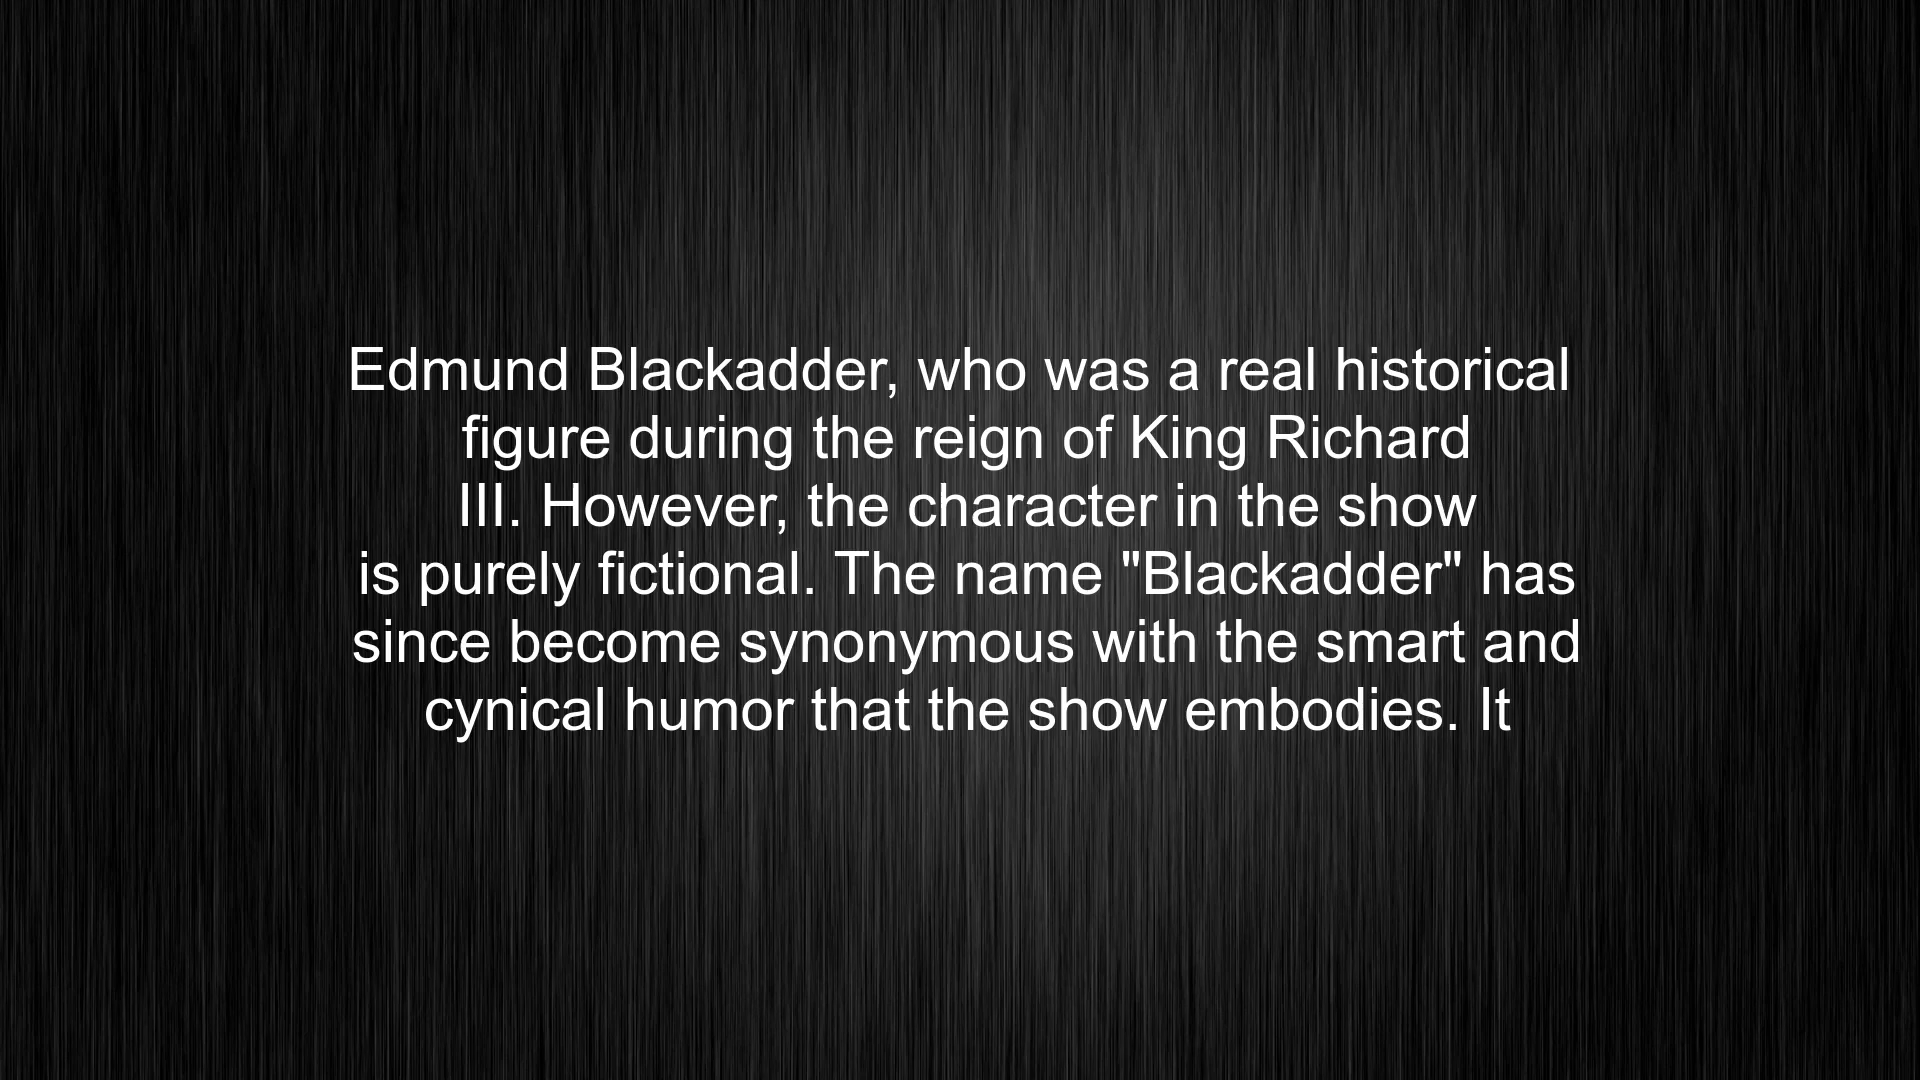 Edmund Blackadder, who was a real historical
figure during the reign of King Richard
III. However, the character in the show
is purely fictional. The name "Blackadder" has
since become synonymous with the smart and
cynical humor that the show embodies. It